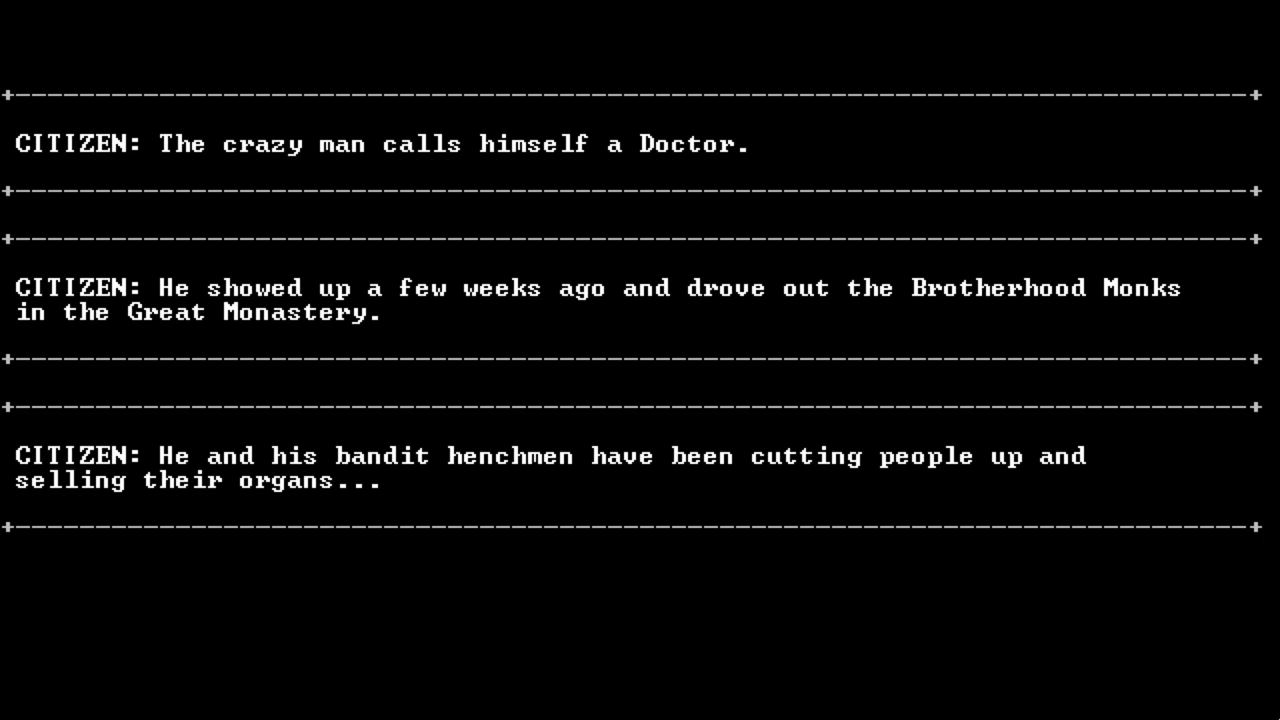 CITIZEN: The crazy man calls himself a Doctor.
CITIZEN: He showed up a few weeks ago and drove out the Brotherhood Monks
in the Great Monastery.
CITIZEN: He and his bandit henchmen have been cutting people up and
selling their organs...